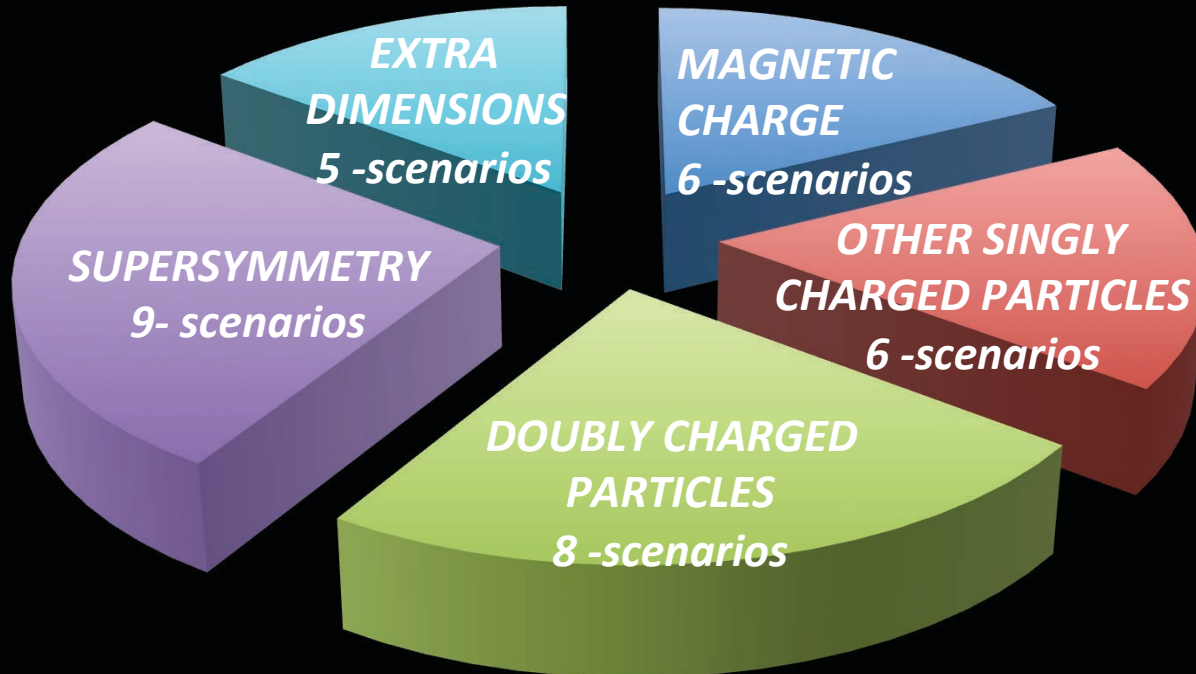 EXTRA
DIMENSIONS
5 -scenarios
MAGNETIC
CHARGE
6 -scenarios
SUPERSYMMETRY
9- scenarios
OTHER SINGLY
CHARGED PARTICLES
6 -scenarios
DOUBLY CHARGED
PARTICLES
8 -scenarios